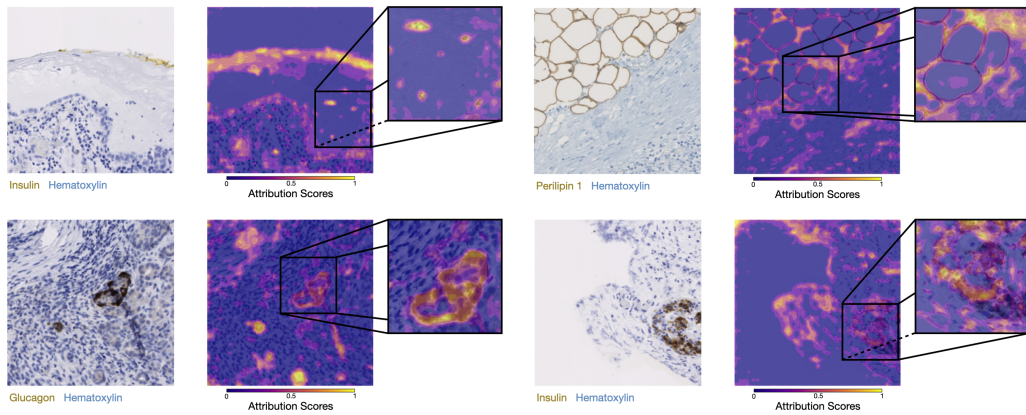 Insulin Hematoxylin
0 0.5 1
Attribution Scores
Perilipin 1 Hematoxylin
0 0.5 1
Attribution Scores
Glucagon Hematoxylin
0 0.5 1
Attribution Scores
Insulin Hematoxylin
0 0.5 1
Attribution Scores